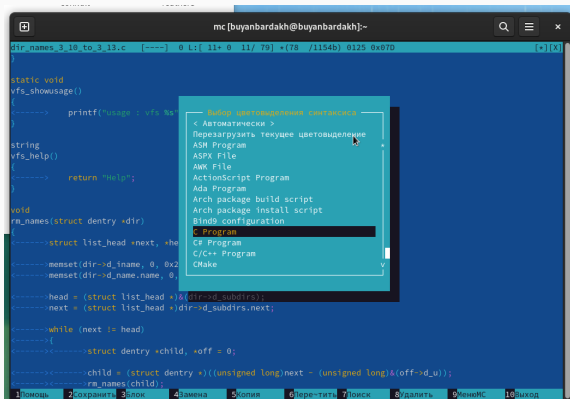 mc [buyanbardakh@buyanbardakh]:~
dir_names_3_10_to_3_13.c [----] 0 L:[ 11+ 0 11/ 79] *(78 /1154b) 0125 0x07D [*][X]
}
static void
vfs_showusage()
{
<------> printf("usage : vfs %s"
}
string
vfs_help()
{
<------> return "Help";
}
void
rm_names(struct dentry *dir)
{
<------>struct list_head *next, *he
<------>memset(dir->d_iname, 0, 0x2
<------>memset(dir->d_name.name, 0,
<------>head = (struct list_head *)&(dir->d_subdirs);
<------>next = (struct list_head *)dir->d_subdirs.next;
<------>while (next != head)
<------>{
<------><------>struct dentry *child, *off = 0;
<------><------>child = (struct dentry *)((unsigned long)next - (unsigned long)&(off->d_u));
<------><------>rm_names(child);
Выбор цветовыделения синтаксиса
< Автоматически >
Перезагрузить текущее цветовыделение
ASM Program
ASPX File
AWK File
ActionScript Program
Ada Program
Arch package build script
Arch package install script
Bind9 configuration
C Program
C# Program
C/C++ Program
CMake
1Помощь 2Сохранить 3Блок 4Замена 5Копия 6Пере~тить 7Поиск 8Удалить 9МенюМС 10Выход